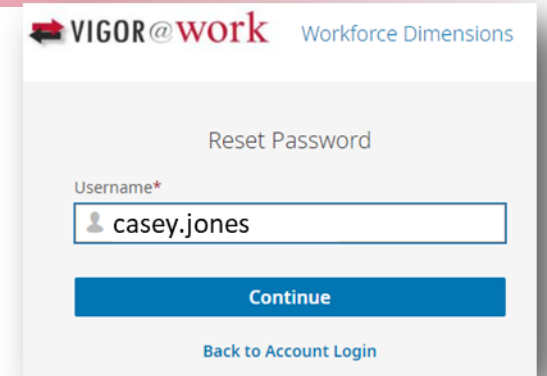 VIGOR@work Workforce Dimensions
Reset Password
Username*
casey.jones
Continue
Back to Account Login